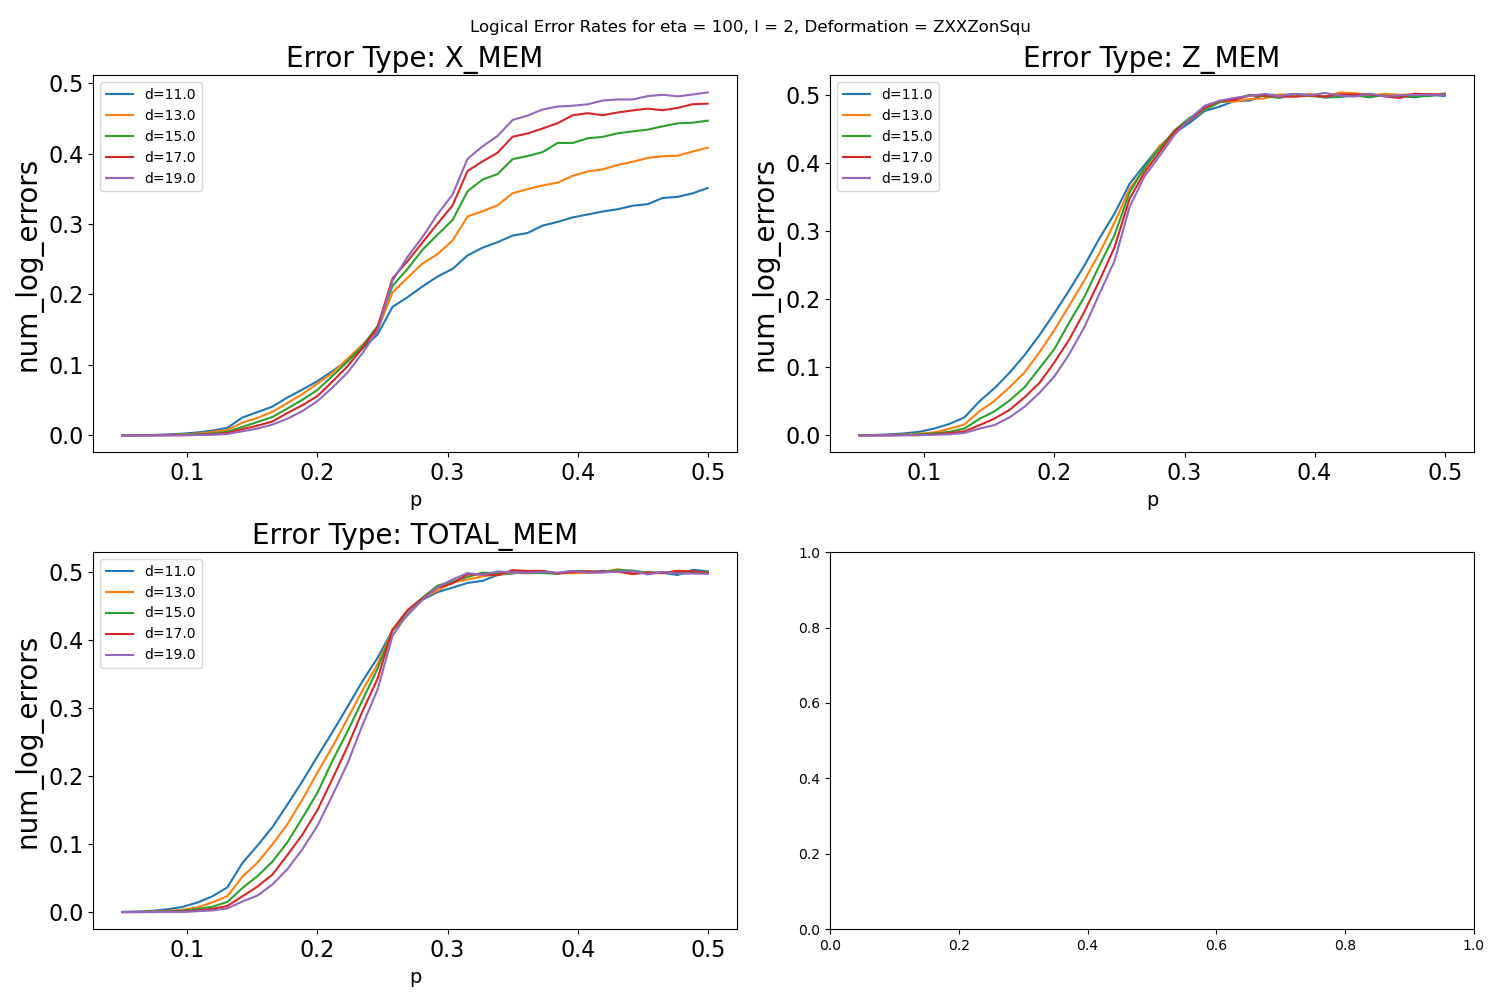 Logical Error Rates for eta = 100, l = 2, Deformation = ZXXZonSqu
Error Type: X_MEM
num_log_errors
0.5
0.4
0.3
0.2
0.1
0.0
d=11.0
d=13.0
d=15.0
d=17.0
d=19.0
0.1 0.2 0.3 0.4 0.5
p
Error Type: Z_MEM
num_log_errors
0.5
0.4
0.3
0.2
0.1
0.0
d=11.0
d=13.0
d=15.0
d=17.0
d=19.0
0.1 0.2 0.3 0.4 0.5
p
Error Type: TOTAL_MEM
num_log_errors
0.5
0.4
0.3
0.2
0.1
0.0
d=11.0
d=13.0
d=15.0
d=17.0
d=19.0
0.1 0.2 0.3 0.4 0.5
p
1.0
0.8
0.6
0.4
0.2
0.0
0.0 0.2 0.4 0.6 0.8 1.0